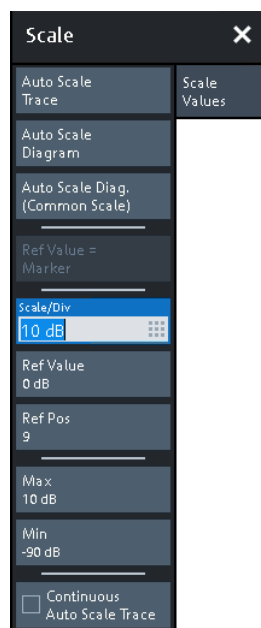 Scale
Auto Scale
Trace
Scale
Values
Auto Scale
Diagram
Auto Scale Diag.
(Common Scale)
Ref Value =
Marker
Scale/Div
10 dB
Ref Value
0 dB
Ref Pos
9
Max
10 dB
Min
-90 dB
Continuous
Auto Scale Trace